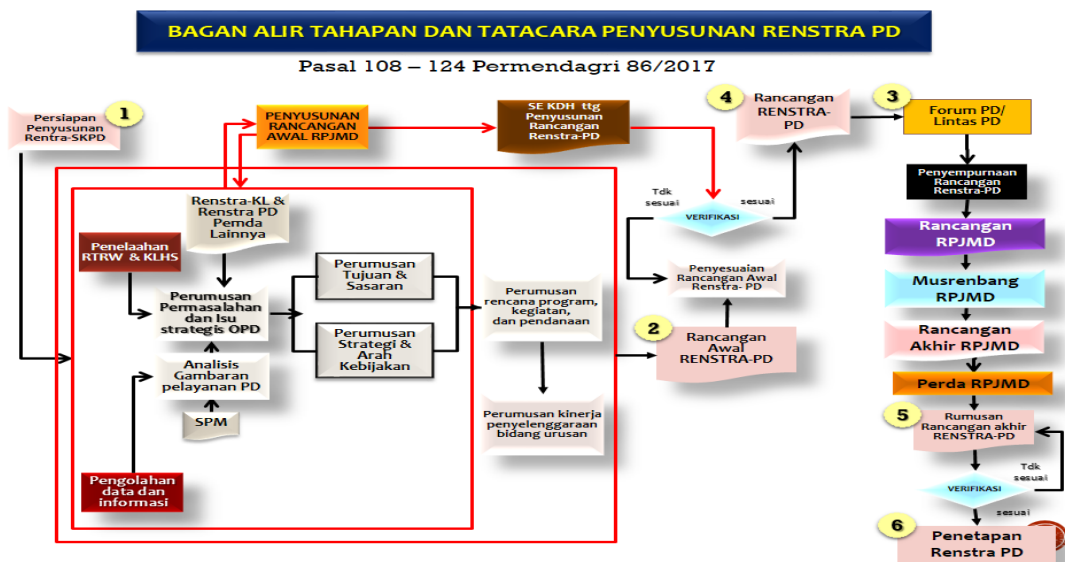 BAGAN ALIR TAHAPAN DAN TATACARA PENYUSUNAN RENSTRA PD
Pasal 108 – 124 Permendagri 86/2017
1
Persiapan
Penyusunan
Rentra-SKPD
PENYUSUNAN
RANCANGAN
AWAL RPJMD
SE KDH ttg
Penyusunan
Rancangan
Renstra-PD
4
Rancangan
RENSTRA-
PD
3
Forum PD/
Lintas PD
Penyempurnaan
Rancangan
Renstra-PD
Rancangan
RPJMD
Musrenbang
RPJMD
Rancangan
Akhir RPJMD
Perda RPJMD
5
Rumusan
Rancangan akhir
RENSTRA-PD
Tdk
sesuai
VERIFIKASI
sesuai
6
Penetapan
Renstra PD
Tdk
sesuai
sesuai
VERIFIKASI
Penyesuaian
Rancangan Awal
Renstra- PD
2
Rancangan
Awal
RENSTRA-PD
Renstra-KL &
Renstra PD
Pemda
Lainnya
Penelaahan
RTRW & KLHS
Perumusan
Permasalahan
dan Isu
strategis OPD
Analisis
Gambaran
pelayanan PD
SPM
Pengolahan
data dan
informasi
Perumusan
Tujuan &
Sasaran
Perumusan
Strategi &
Arah
Kebijakan
Perumusan
rencana program,
kegiatan,
dan pendanaan
Perumusan kinerja
penyelenggaraan
bidang urusan